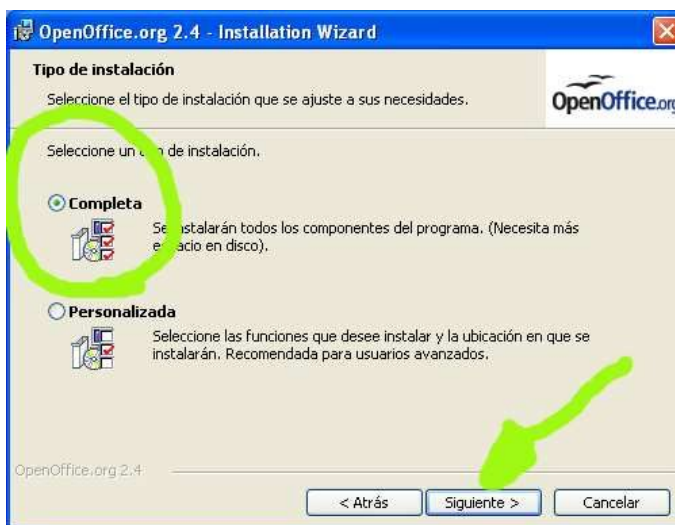 OpenOffice.org 2.4 - Installation Wizard
Tipo de instalación
Seleccione el tipo de instalación que se ajuste a sus necesidades.
OpenOffice.org
Seleccione un de instalación.
Completa
Se instalarán todos los componentes del programa. (Necesita más
espacio en disco).
Personalizada
Seleccione las funciones que desee instalar y la ubicación en que se
instalarán. Recomendada para usuarios avanzados.
OpenOffice.org 2.4
< Atrás
Siguiente >
Cancelar